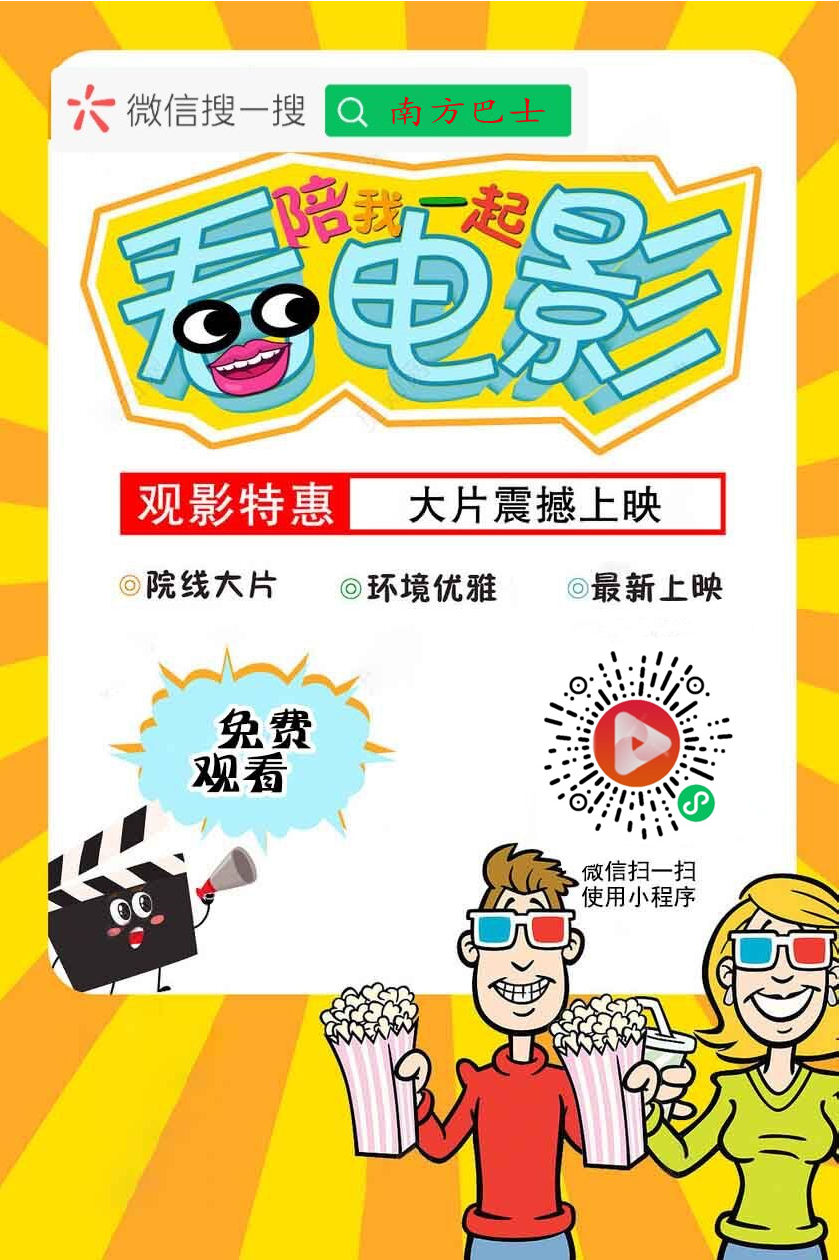 微信搜一搜 南方巴士
陪我一起
看电影
观影特惠 大片震撼上映
院线大片 环境优雅 最新上映
免费
观看
微信扫一扫
使用小程序